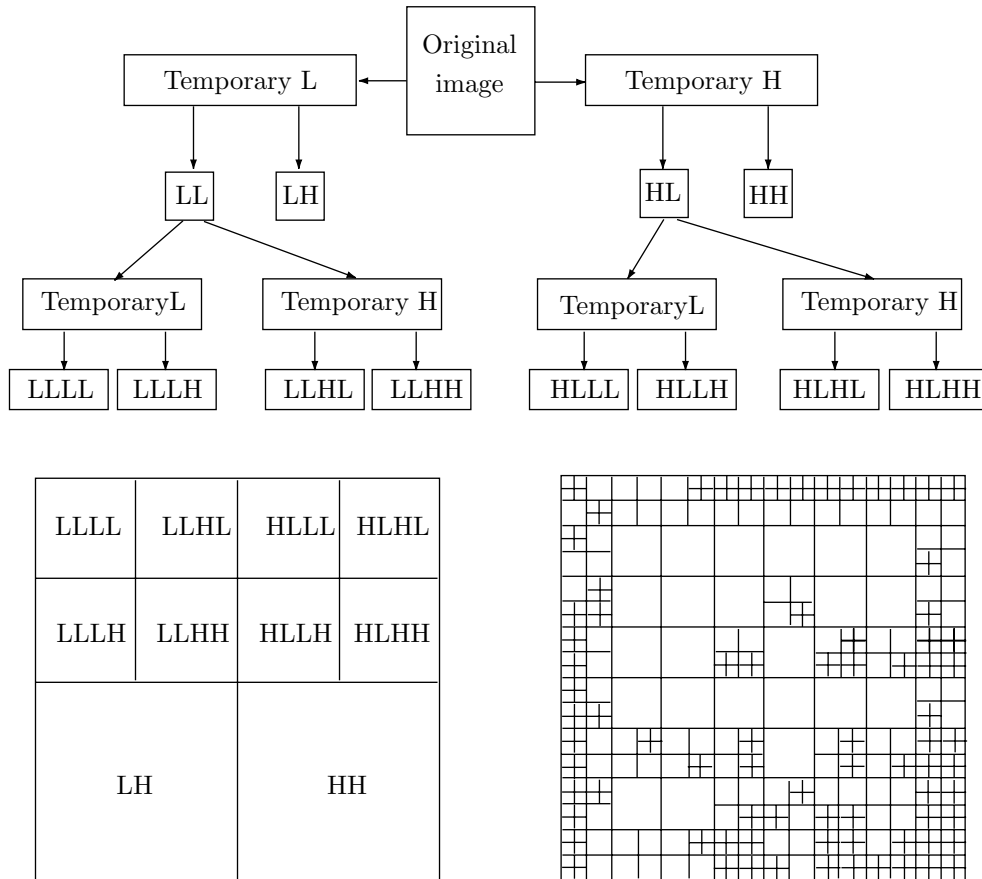 Original
image
Temporary L
Temporary H
LL
LH
HL
HH
TemporaryL
Temporary H
TemporaryL
Temporary H
LLLL
LLLH
LLHL
LLHH
HLLL
HLLH
HLHL
HLHH
LLLL LLHL HLLL HLHL
LLLH LLHH HLLH HLHH
LH HH